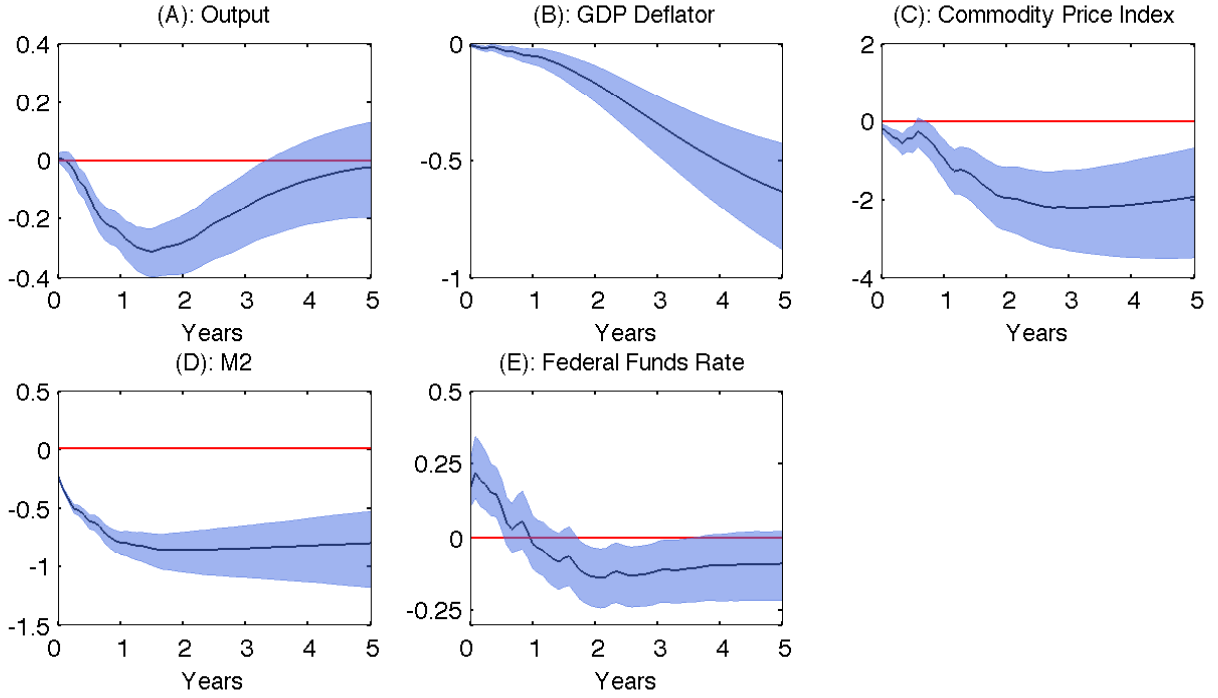 (A): Output
0.4
0.2
0
-0.2
-0.4
0 1 2 3 4 5
Years
(B): GDP Deflator
0
-0.5
-1
0 1 2 3 4 5
Years
(C): Commodity Price Index
2
0
-2
-4
0 1 2 3 4 5
Years
(D): M2
0.5
0
-0.5
-1
-1.5
0 1 2 3 4 5
Years
(E): Federal Funds Rate
0.5
0.25
0
-0.25
0 1 2 3 4 5
Years